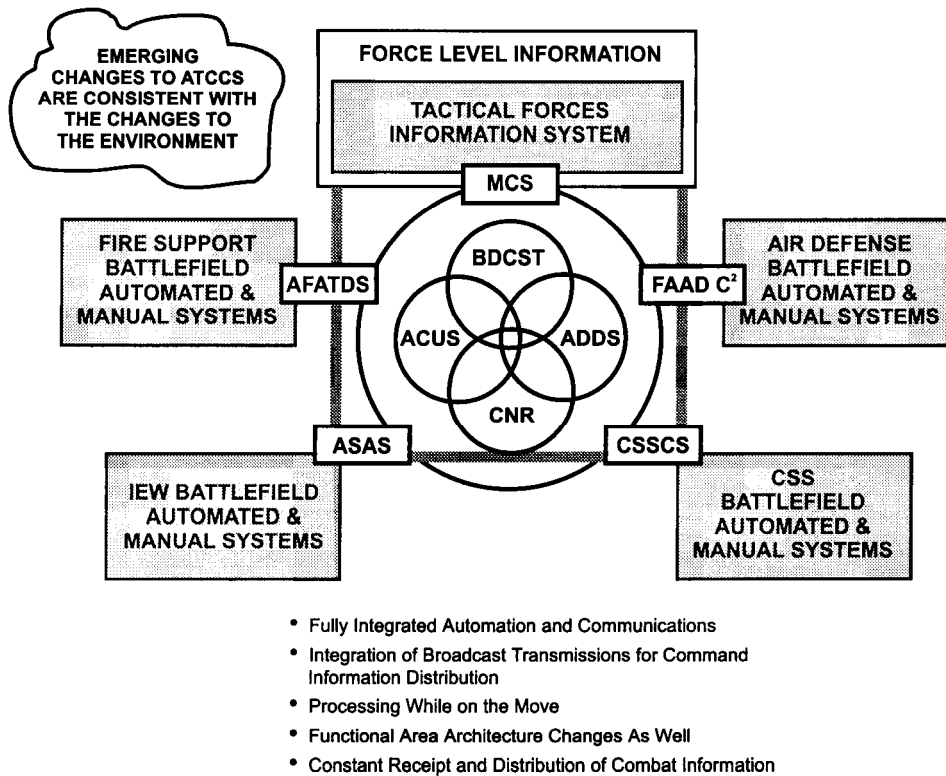 EMERGING
CHANGES TO ATCCS
ARE CONSISTENT WITH
THE CHANGES TO
THE ENVIRONMENT
FORCE LEVEL INFORMATION
TACTICAL FORCES
INFORMATION SYSTEM
MCS
FIRE SUPPORT
BATTLEFIELD
AUTOMATED &
MANUAL SYSTEMS
AFATDS
BDCST
ACUS
ADDS
CNR
FAAD C²
AIR DEFENSE
BATTLEFIELD
AUTOMATED &
MANUAL SYSTEMS
ASAS
CSSCS
IEW BATTLEFIELD
AUTOMATED &
MANUAL SYSTEMS
CSS
BATTLEFIELD
AUTOMATED &
MANUAL SYSTEMS
• Fully Integrated Automation and Communications
• Integration of Broadcast Transmissions for Command
Information Distribution
• Processing While on the Move
• Functional Area Architecture Changes As Well
• Constant Receipt and Distribution of Combat Information